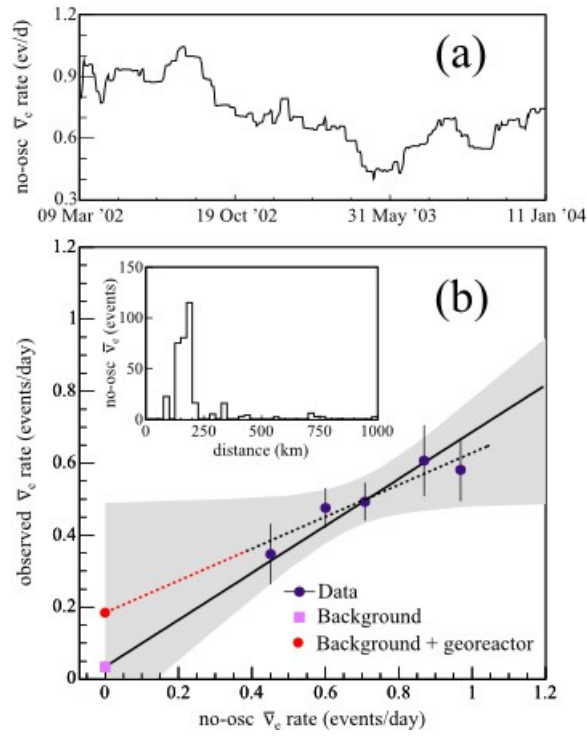 (a)
no-osc ν̅e rate (ev/d)
1.2
0.9
0.6
0.3
09 Mar '02 19 Oct '02 31 May '03 11 Jan '04
(b)
observed ν̅e rate (events/day)
1.2
1
0.8
0.6
0.4
0.2
0
no-osc ν̅e (events)
150
100
50
0
0 250 500 750 1000
distance (km)
Data
Background
Background + georeactor
0 0.2 0.4 0.6 0.8 1 1.2
no-osc ν̅e rate (events/day)